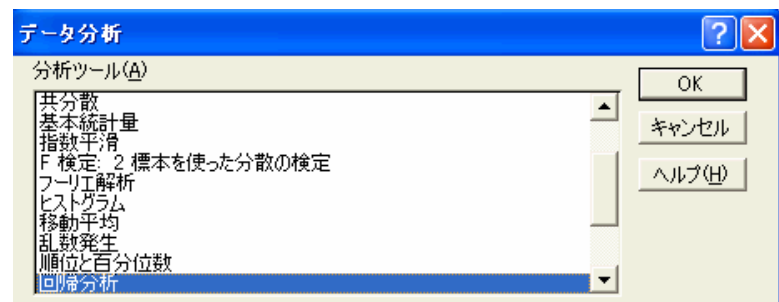 データ分析
分析ツール(A)
共分散
基本統計量
指数平滑
F 検定: 2 標本を使った分散の検定
フーリエ解析
ヒストグラム
移動平均
乱数発生
順位と百分位数
回帰分析
OK
キャンセル
ヘルプ(H)